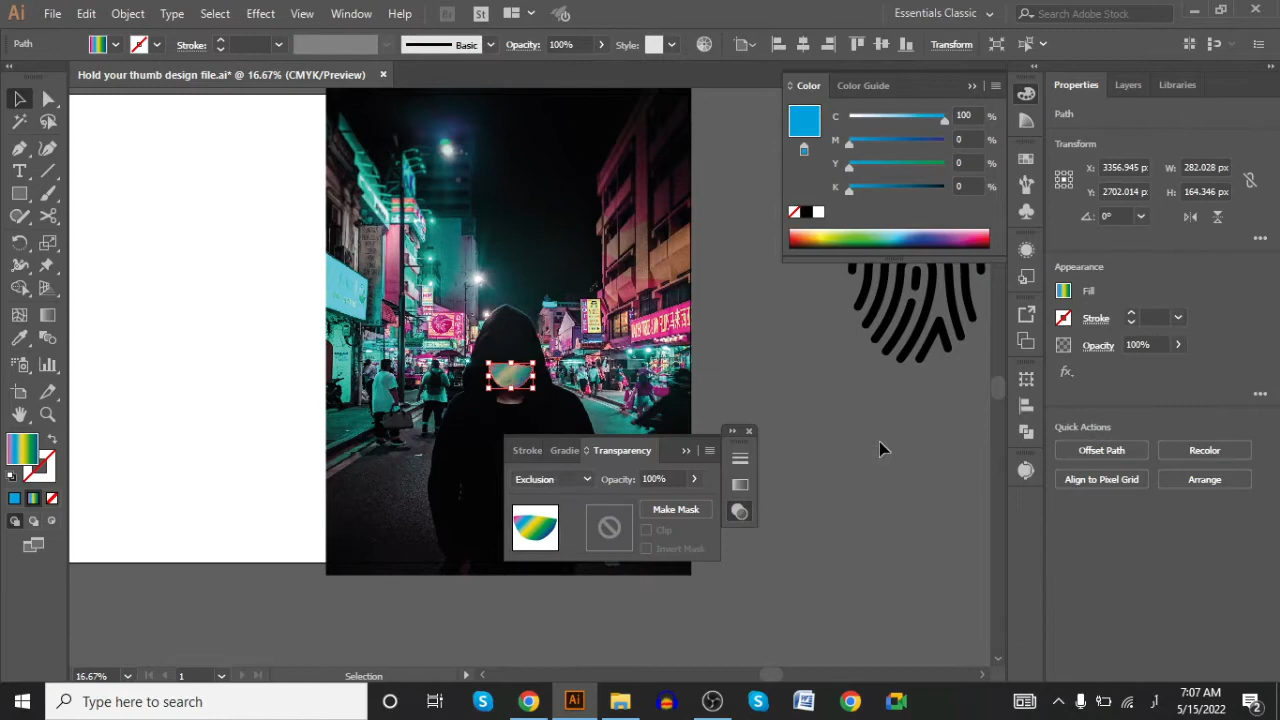 Ai File Edit Object Type Select Effect View Window Help Br St Essentials Classic Search Adobe Stock
Path Stroke: Basic Opacity: 100% Style: Transform
Hold your thumb design file.ai* @ 16.67% (CMYK/Preview)
Color Color Guide
C 100 %
M 0 %
Y 0 %
K 0 %
Properties Layers Libraries
Path
Transform
X: 3356.945 pt W: 282.028 px
Y: 2702.014 pt H: 164.346 px
0°
Appearance
Fill
Stroke
Opacity 100%
fx
Quick Actions
Offset Path Recolor
Align to Pixel Grid Arrange
Stroke Gradie Transparency
Exclusion Opacity: 100%
Make Mask
Clip
Invert Mask
16.67% 1 Selection
Type here to search
7:07 AM
5/15/2022
2